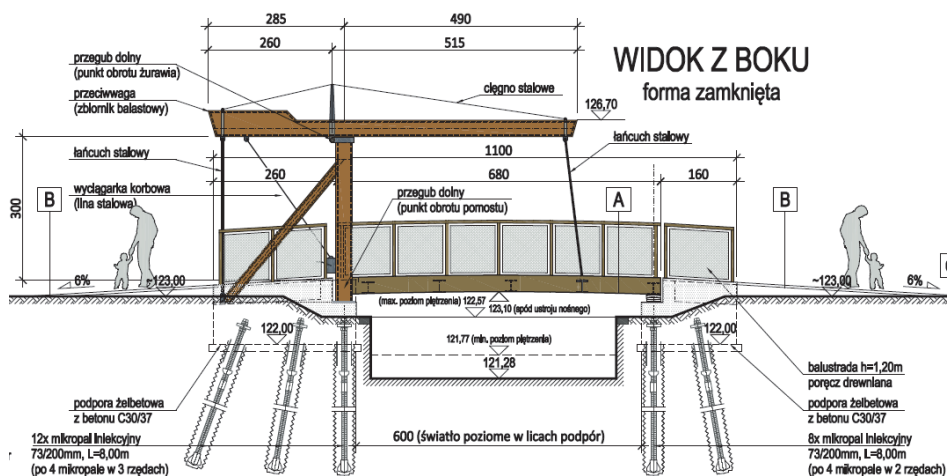 285
490
260
515
WIDOK Z BOKU
forma zamknięta
przegub dolny
(punkt obrotu żurawia)
przeciwwaga
(zbiornik balastowy)
cięgno stalowe
126,70
łańcuch stalowy
łańcuch stalowy
1100
260
680
160
wyciągarka korbowa
(lina stalowa)
przegub dolny
(punkt obrotu pomostu)
300
B
A
B
6%
~123,00
~123,00
6%
(max. poziom piętrzenia) 122,57
123,10 (spód ustroju nośnego)
122,00
121,77 (min. poziom piętrzenia)
122,00
121,28
balustrada h=1,20m
poręcz drewniana
podpora żelbetowa
z betonu C30/37
podpora żelbetowa
z betonu C30/37
12x mikropal iniekcyjny
73/200mm, L=8,00m
(po 4 mikropale w 3 rzędach)
600 (światło poziome w licach podpór)
8x mikropal iniekcyjny
73/200mm, L=8,00m
(po 4 mikropale w 2 rzędach)